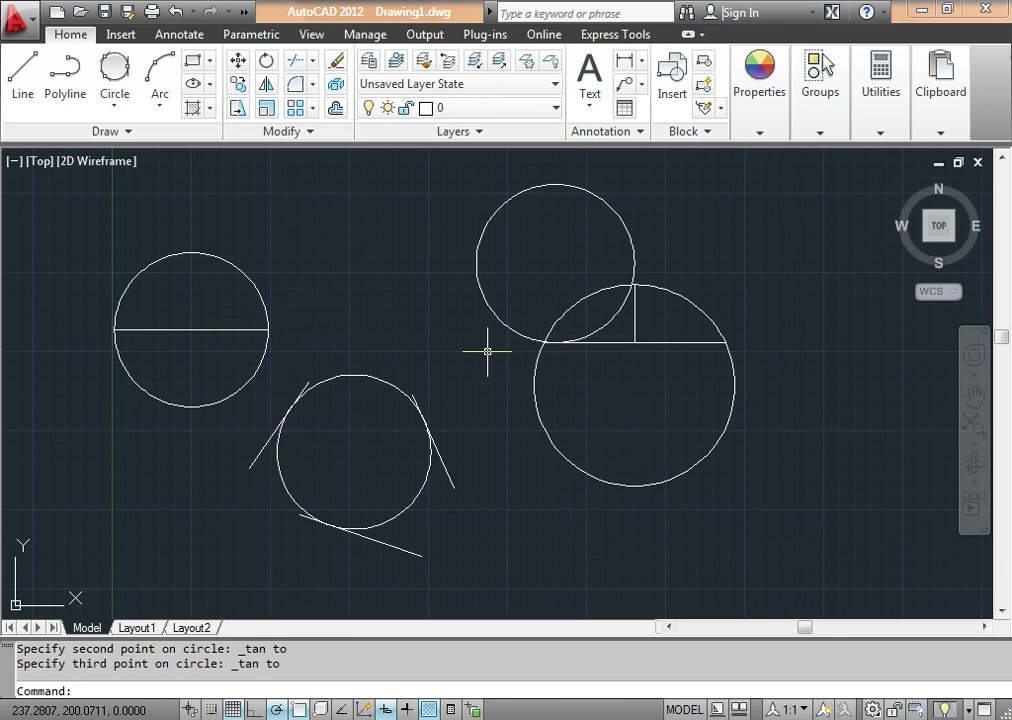 AutoCAD 2012 Drawing1.dwg
Type a keyword or phrase
Sign In
Home Insert Annotate Parametric View Manage Output Plug-ins Online Express Tools
Line Polyline Circle Arc
Unsaved Layer State
0
Text Insert Properties Groups Utilities Clipboard
Draw Modify Layers Annotation Block
[−] [Top] [2D Wireframe]
N
W TOP E
S
WCS
Y
X
Model Layout1 Layout2
Specify second point on circle: _tan to
Specify third point on circle: _tan to
Command:
237.2807, 200.0711, 0.0000
MODEL 1:1